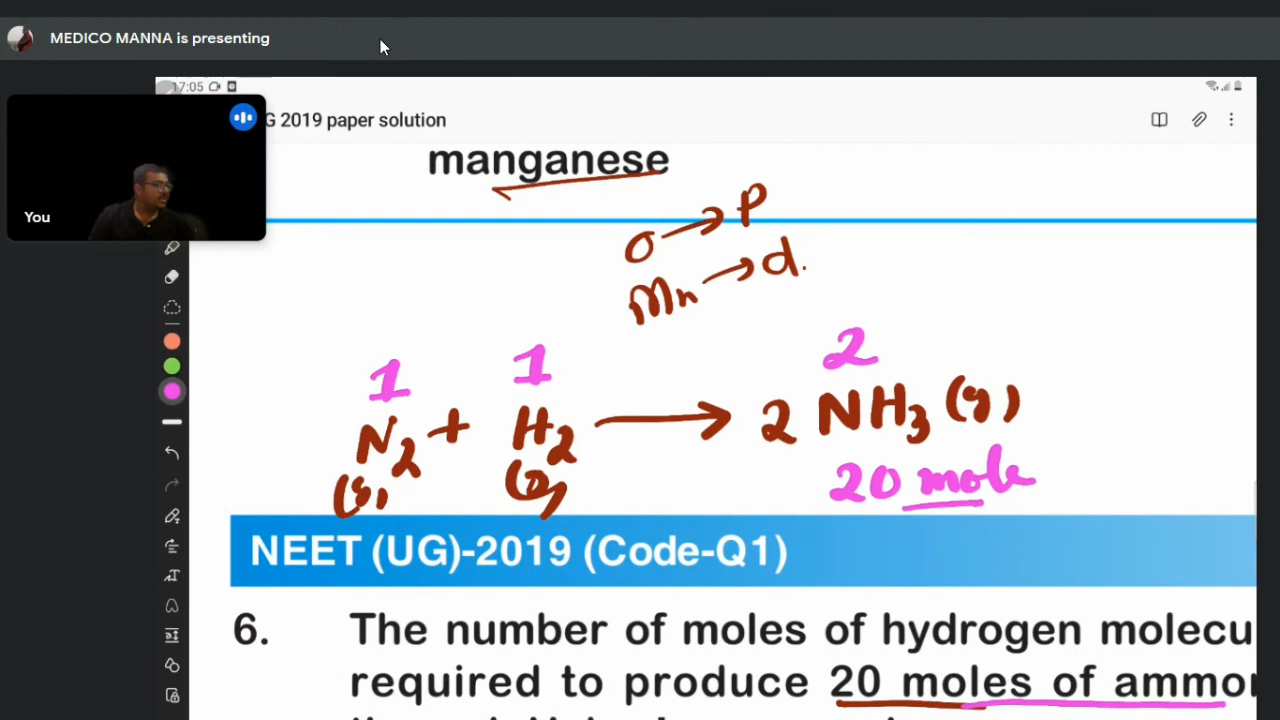 MEDICO MANNA is presenting
17:05
G 2019 paper solution
You
manganese
O → P
Mn → d.
1 1 2
N2 + H2 → 2 NH3 (g)
(g) (g)
20 mole
NEET (UG)-2019 (Code-Q1)
6. The number of moles of hydrogen molecu
required to produce 20 moles of ammo